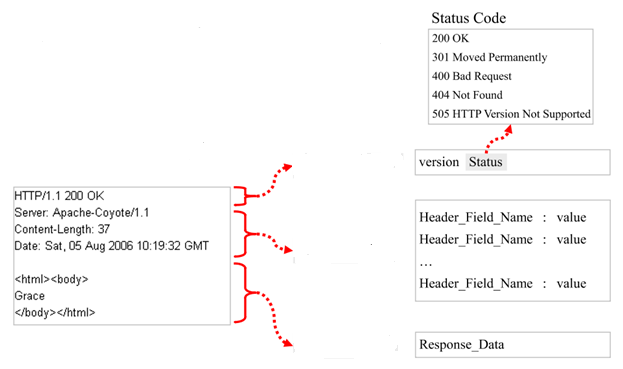 Status Code
200 OK
301 Moved Permanently
400 Bad Request
404 Not Found
505 HTTP Version Not Supported
version Status
HTTP/1.1 200 OK
Server: Apache-Coyote/1.1
Content-Length: 37
Date: Sat, 05 Aug 2006 10:19:32 GMT
<html><body>
Grace
</body></html>
Header_Field_Name : value
Header_Field_Name : value
...
Header_Field_Name : value
Response_Data